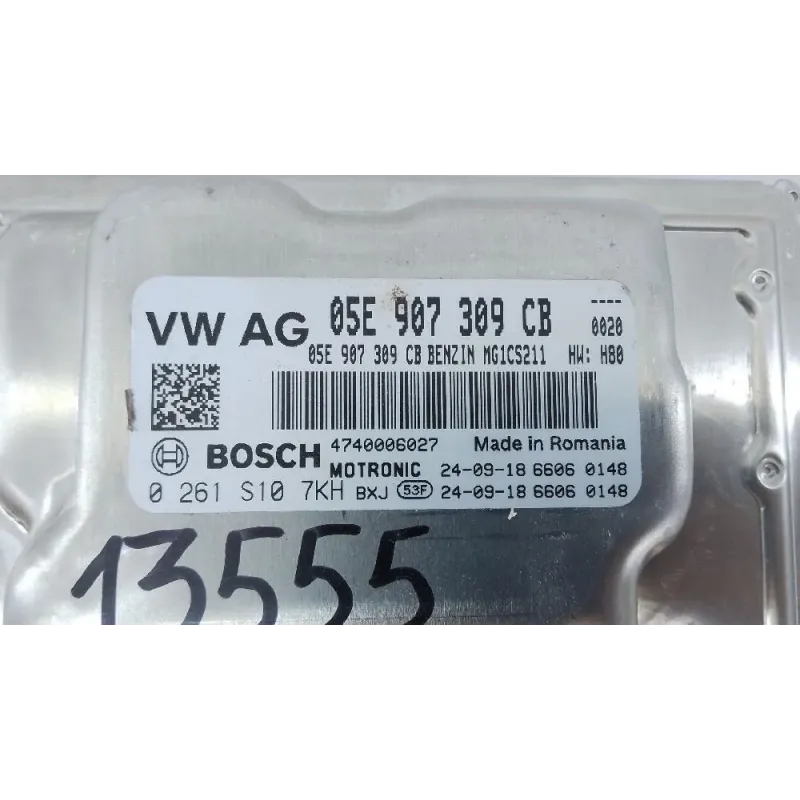 VW AG 05E 907 309 CB ----
0020
05E 907 309 CB BENZIN MG1CS211 HW: H80
BOSCH 4740006027 Made in Romania
MOTRONIC 24-09-18 6606 0148
0 261 S10 7KH BXJ 53F 24-09-18 6606 0148
13555